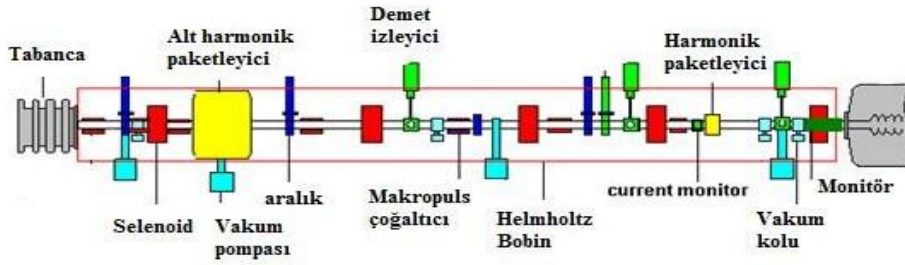 Tabanca
Alt harmonik
paketleyici
Demet
izleyici
Harmonik
paketleyici
Selenoid
Vakum
pompası
aralık
Makropuls
çoğaltıcı
Helmholtz
Bobin
current monitor
Vakum
kolu
Monitör